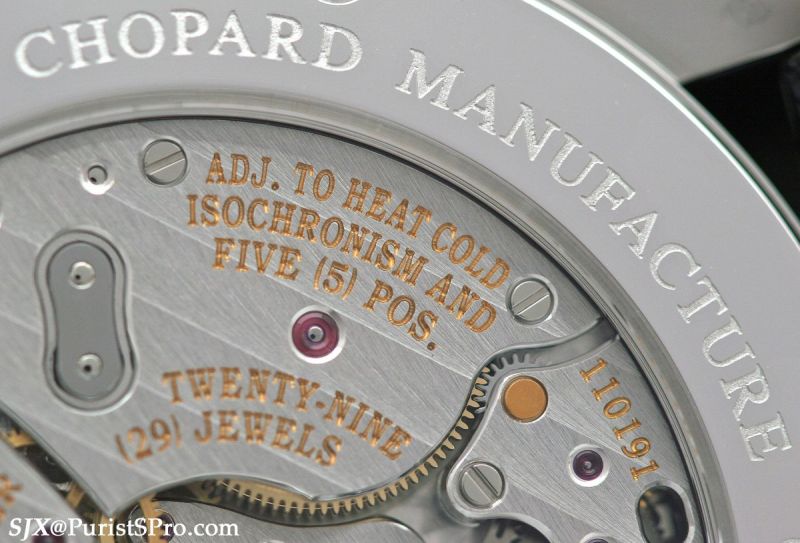 CHOPARD MANUFACTURE
ADJ. TO HEAT COLD
ISOCHRONISM AND
FIVE (5) POS.
TWENTY-NINE
(29) JEWELS
110191
SJX@PuristSPro.com